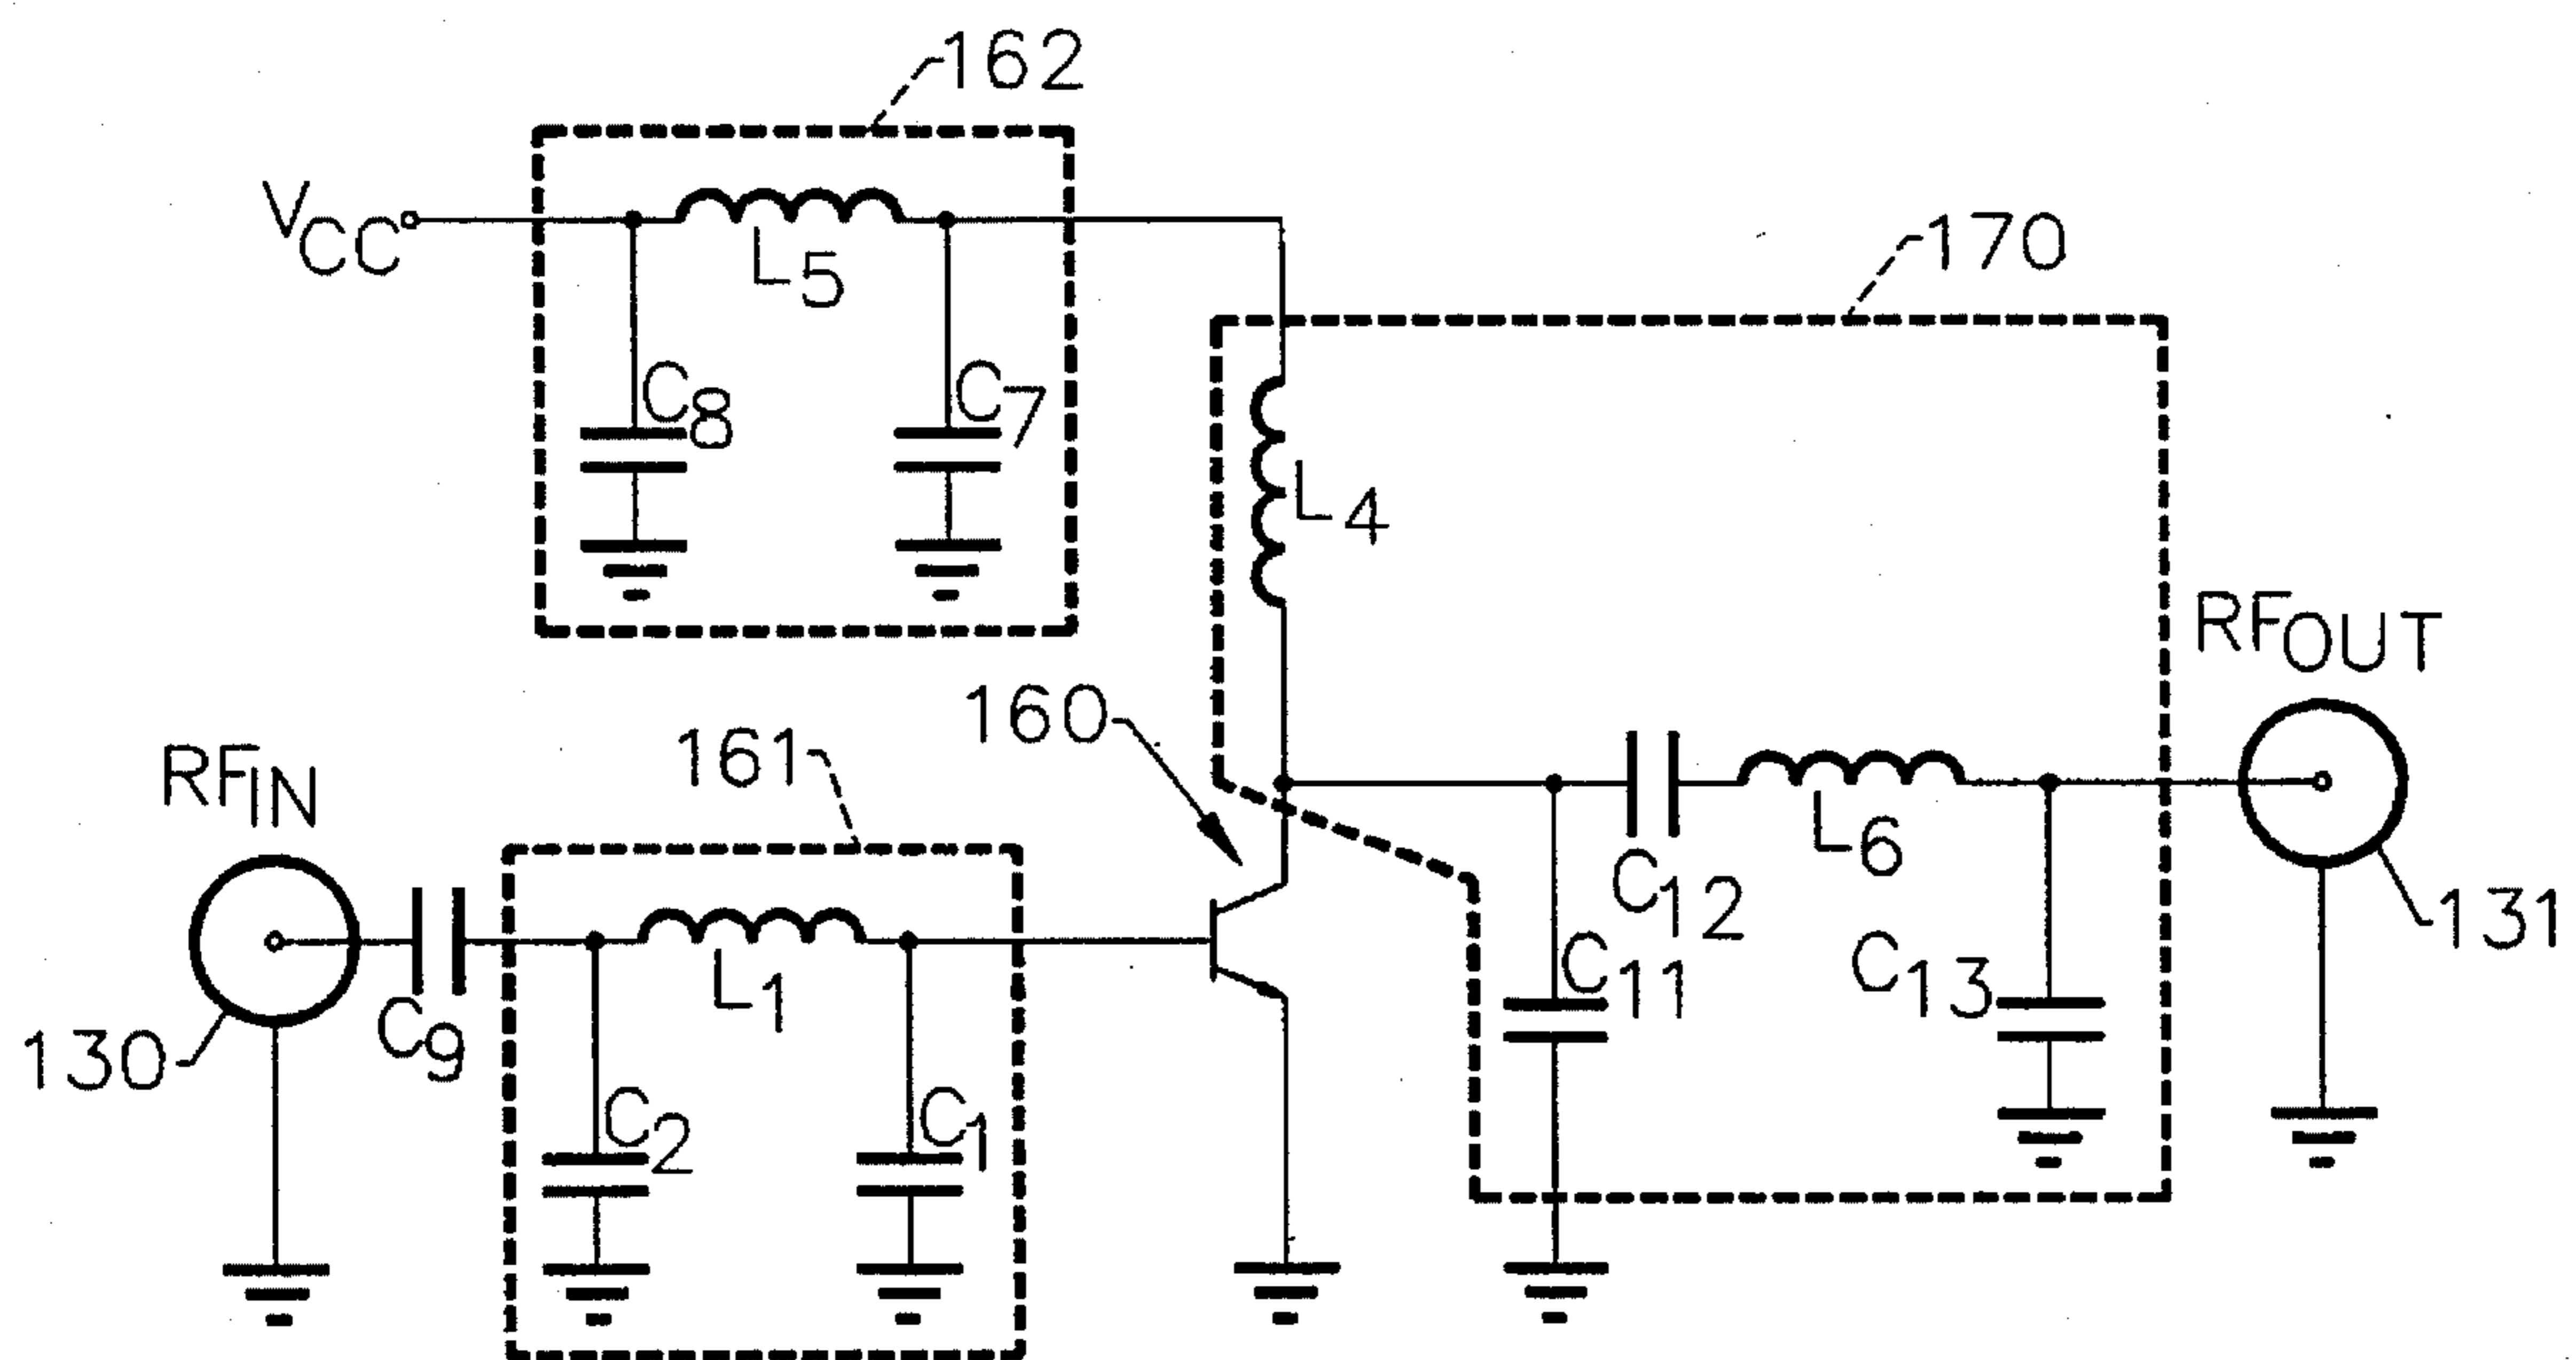 162
VCC
L5
170
C8
C7
L4
RFOUT
160
161
RFIN
L6
C12
131
C9
L1
C11
C13
130
C2
C1